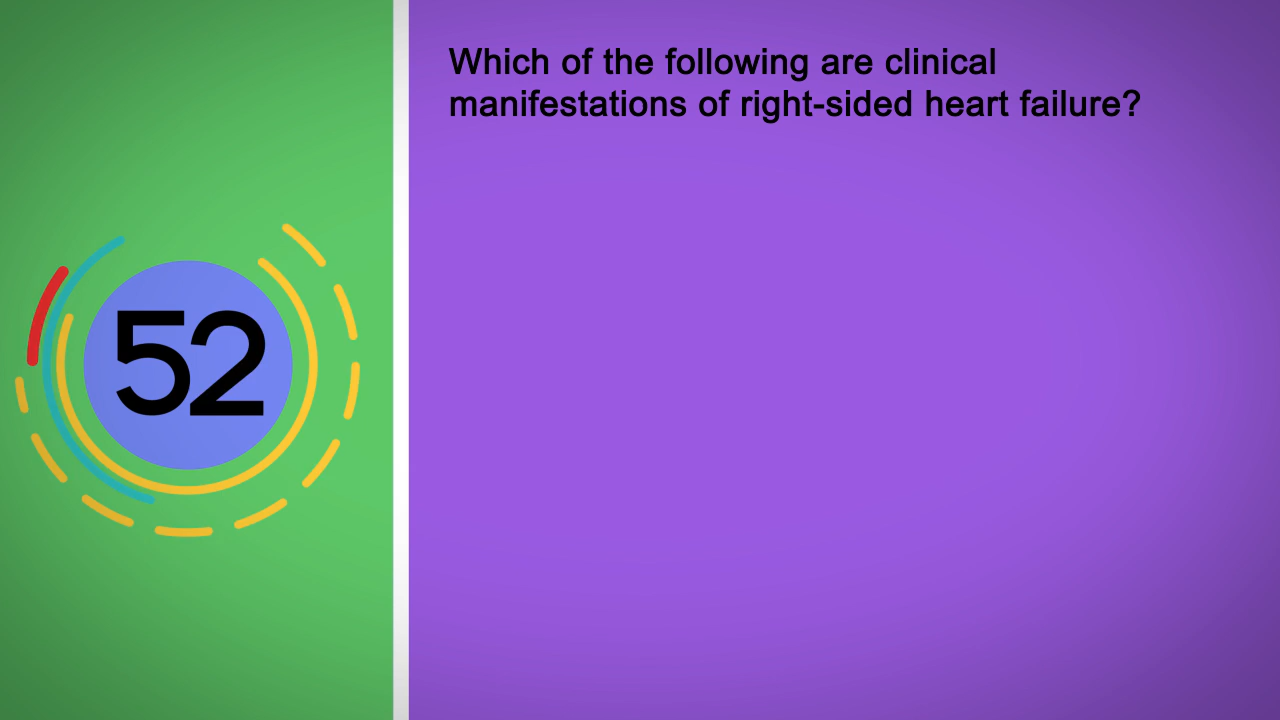 52
Which of the following are clinical
manifestations of right-sided heart failure?